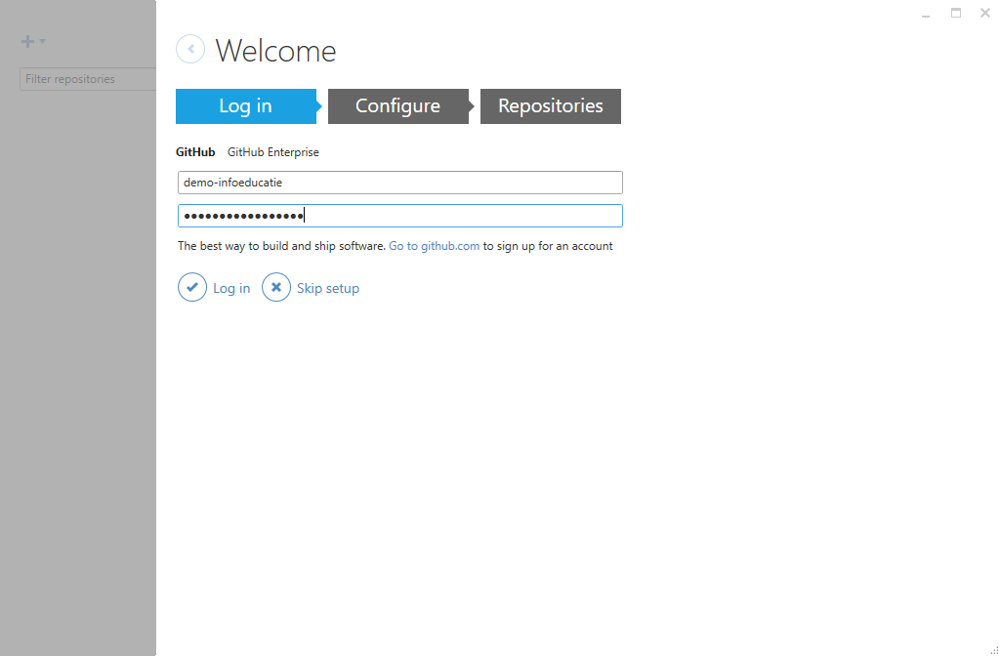 Filter repositories
Welcome
Log in Configure Repositories
GitHub GitHub Enterprise
demo-infoeducatie
•••••••••••••••••
The best way to build and ship software. Go to github.com to sign up for an account
Log in Skip setup